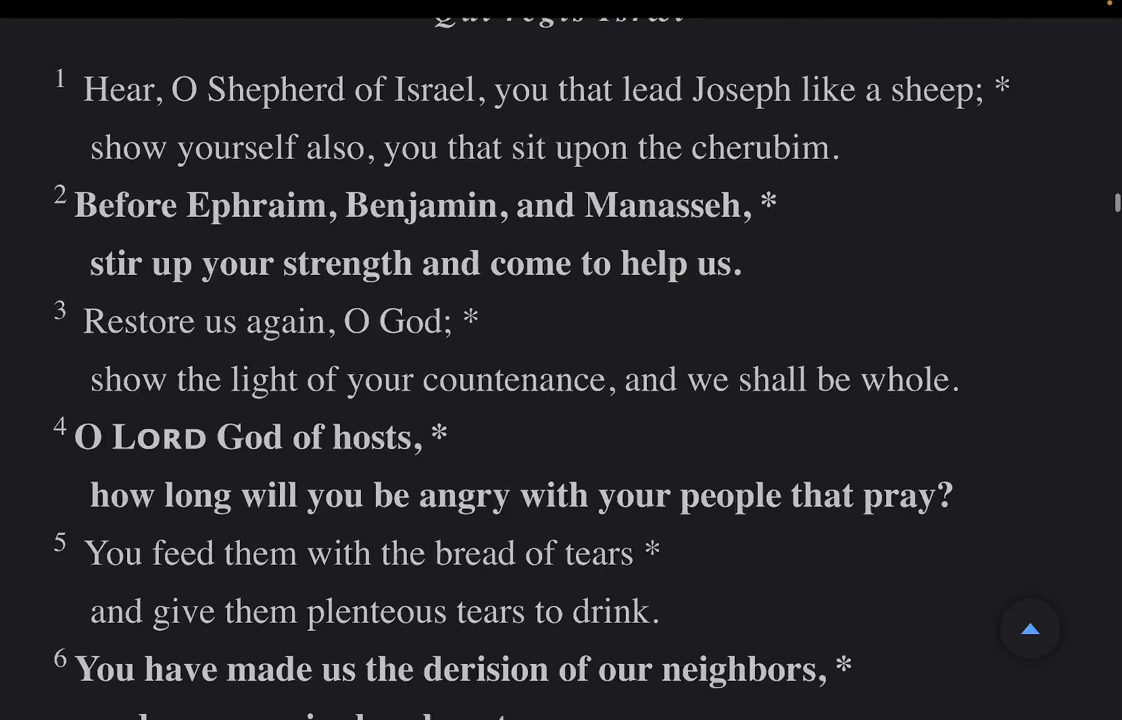 Qui regis Israel
1 Hear, O Shepherd of Israel, you that lead Joseph like a sheep; *
show yourself also, you that sit upon the cherubim.
2 Before Ephraim, Benjamin, and Manasseh, *
stir up your strength and come to help us.
3 Restore us again, O God; *
show the light of your countenance, and we shall be whole.
4 O LORD God of hosts, *
how long will you be angry with your people that pray?
5 You feed them with the bread of tears *
and give them plenteous tears to drink.
6 You have made us the derision of our neighbors, *